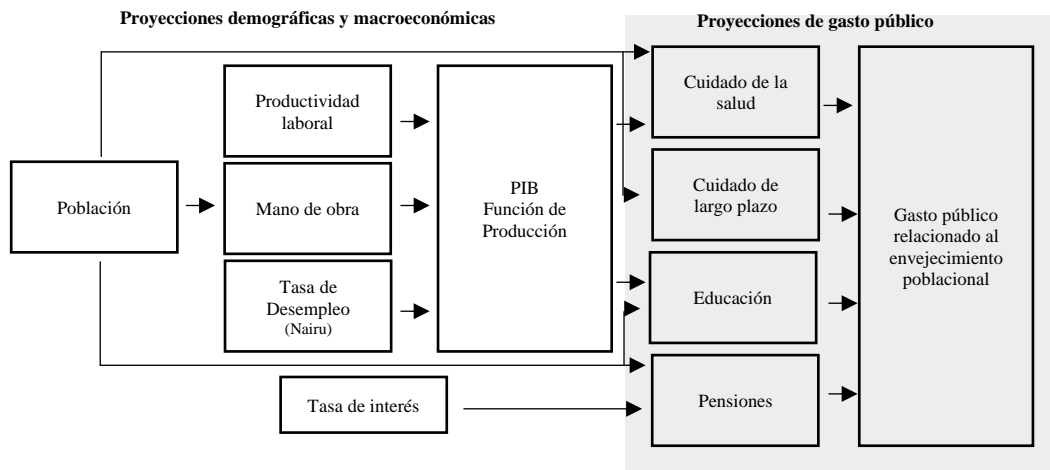 Proyecciones demográficas y macroeconómicas
Proyecciones de gasto público
Población
Productividad
laboral
Mano de obra
Tasa de
Desempleo
(Nairu)
Tasa de interés
PIB
Función de
Producción
Cuidado de la
salud
Cuidado de
largo plazo
Educación
Pensiones
Gasto público
relacionado al
envejecimiento
poblacional